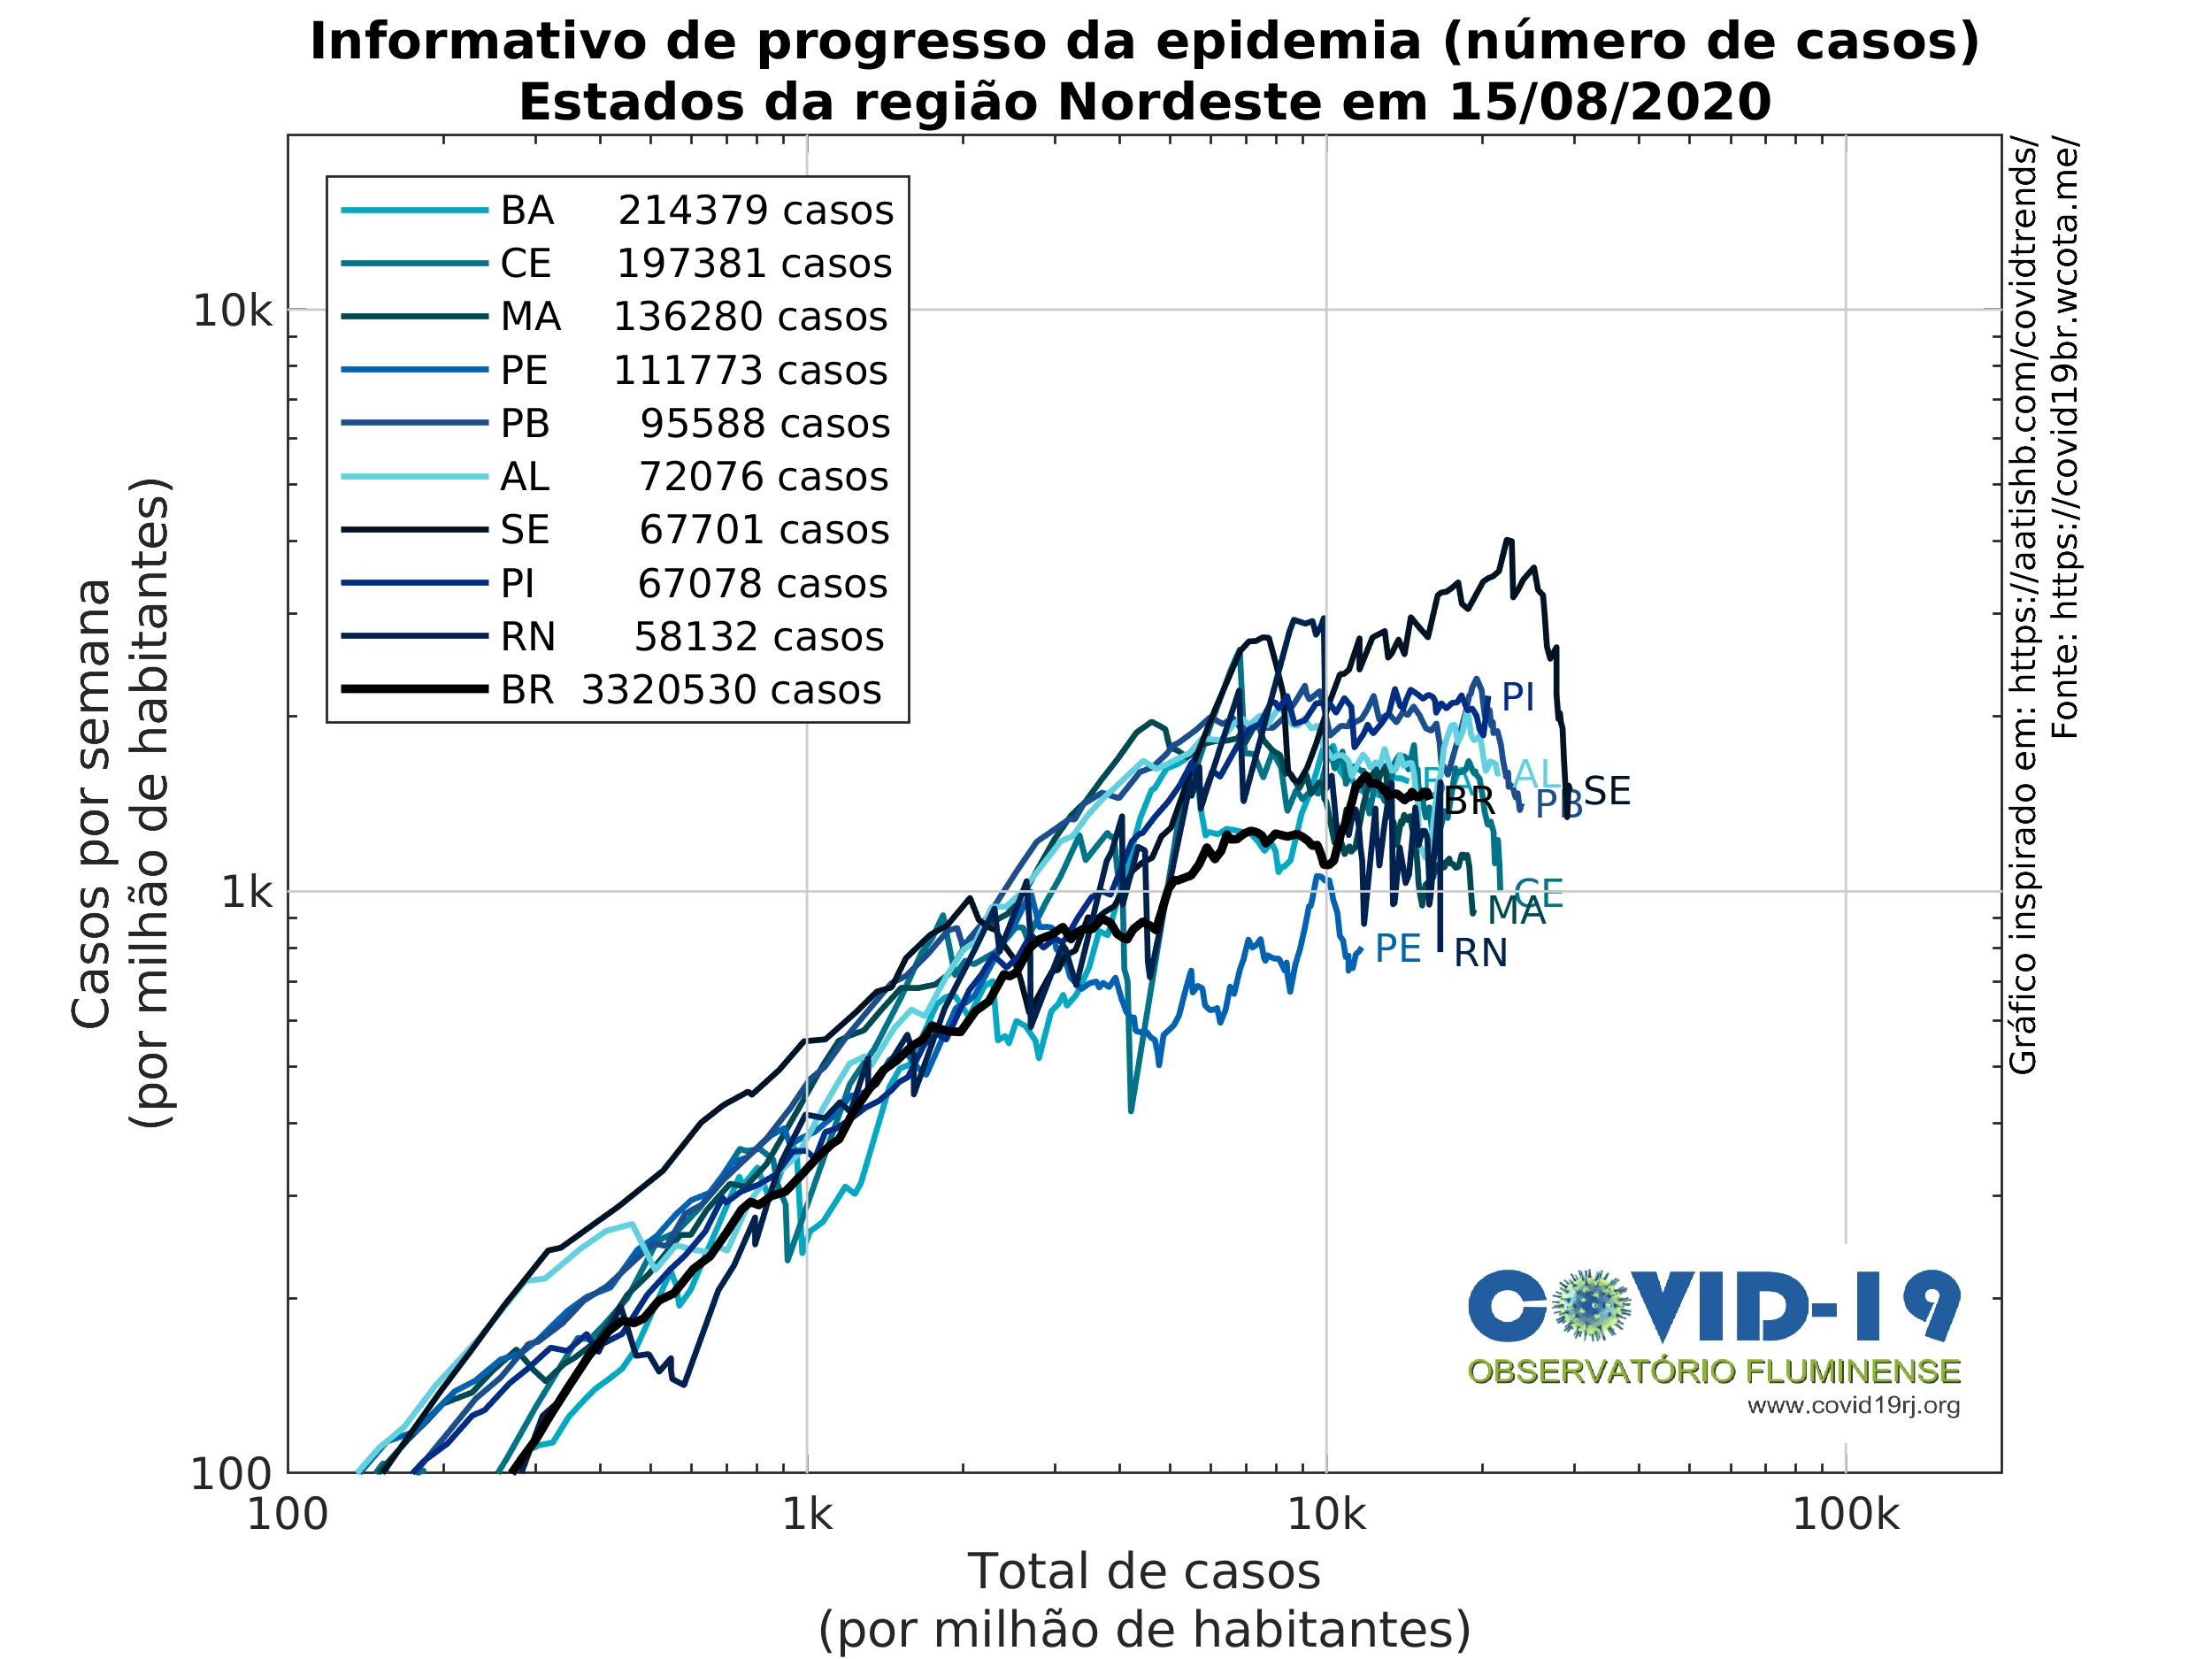 Informativo de progresso da epidemia (número de casos)
Estados da região Nordeste em 15/08/2020
BA 214379 casos
CE 197381 casos
MA 136280 casos
PE 111773 casos
PB 95588 casos
AL 72076 casos
SE 67701 casos
PI 67078 casos
RN 58132 casos
BR 3320530 casos
10k
1k
100
Casos por semana
(por milhão de habitantes)
PI
AL
SE
PB
BA
BR
CE
MA
PE
RN
Gráfico inspirado em: https://aatishb.com/covidtrends/
Fonte: https://covid19br.wcota.me/
COVID-19
OBSERVATÓRIO FLUMINENSE
www.covid19rj.org
100
1k
10k
100k
Total de casos
(por milhão de habitantes)